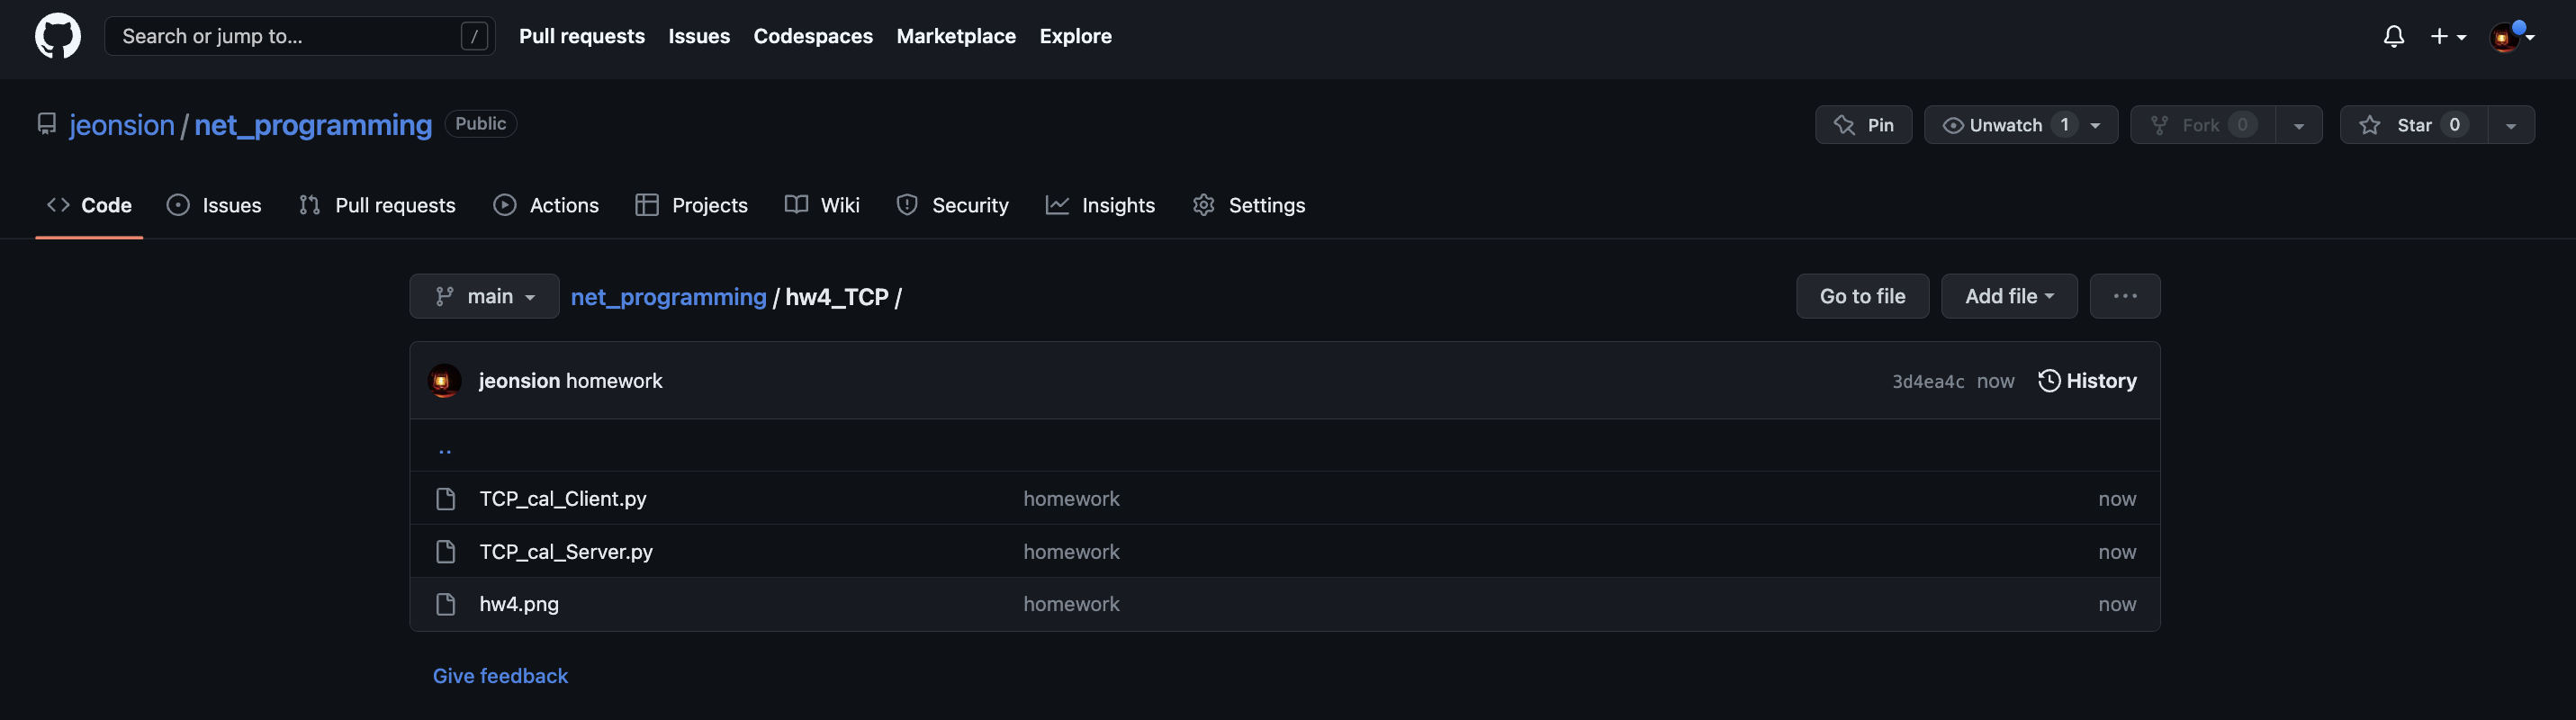 Search or jump to... / Pull requests Issues Codespaces Marketplace Explore
jeonsion / net_programming Public Pin Unwatch 1 Fork 0 Star 0
Code Issues Pull requests Actions Projects Wiki Security Insights Settings
main net_programming / hw4_TCP / Go to file Add file ...
jeonsion homework 3d4ea4c now History
..
TCP_cal_Client.py homework now
TCP_cal_Server.py homework now
hw4.png homework now
Give feedback